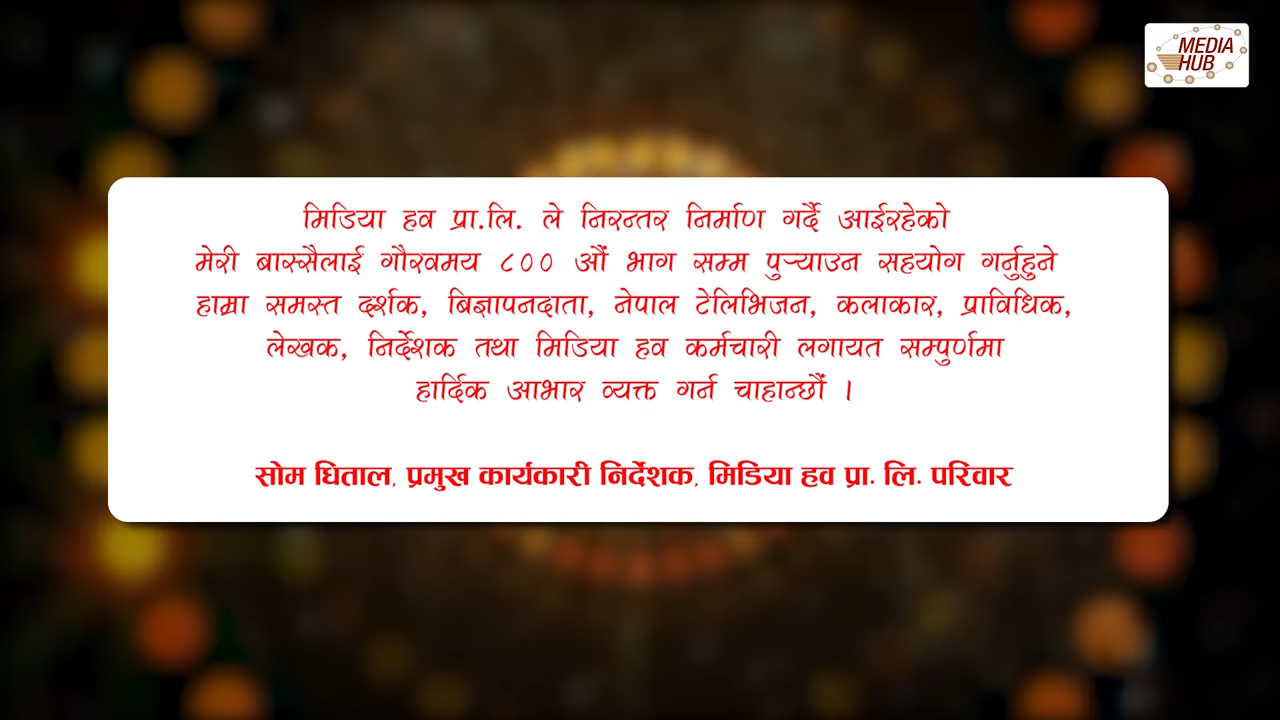 MEDIA
HUB
मिडिया हव प्रा.लि. ले निरन्तर निर्माण गर्दै आईरहेको
मेरी बास्सैलाई गौरवमय ८०० औं भाग सम्म पुर्‍याउन सहयोग गर्नुहुने
हाम्रा समस्त दर्शक, बिज्ञापनदाता, नेपाल टेलिभिजन, कलाकार, प्राविधिक,
लेखक, निर्देशक तथा मिडिया हव कर्मचारी लगायत सम्पुर्णमा
हार्दिक आभार व्यक्त गर्न चाहान्छौं ।
सोम धिताल, प्रमुख कार्यकारी निर्देशक, मिडिया हव प्रा. लि. परिवार